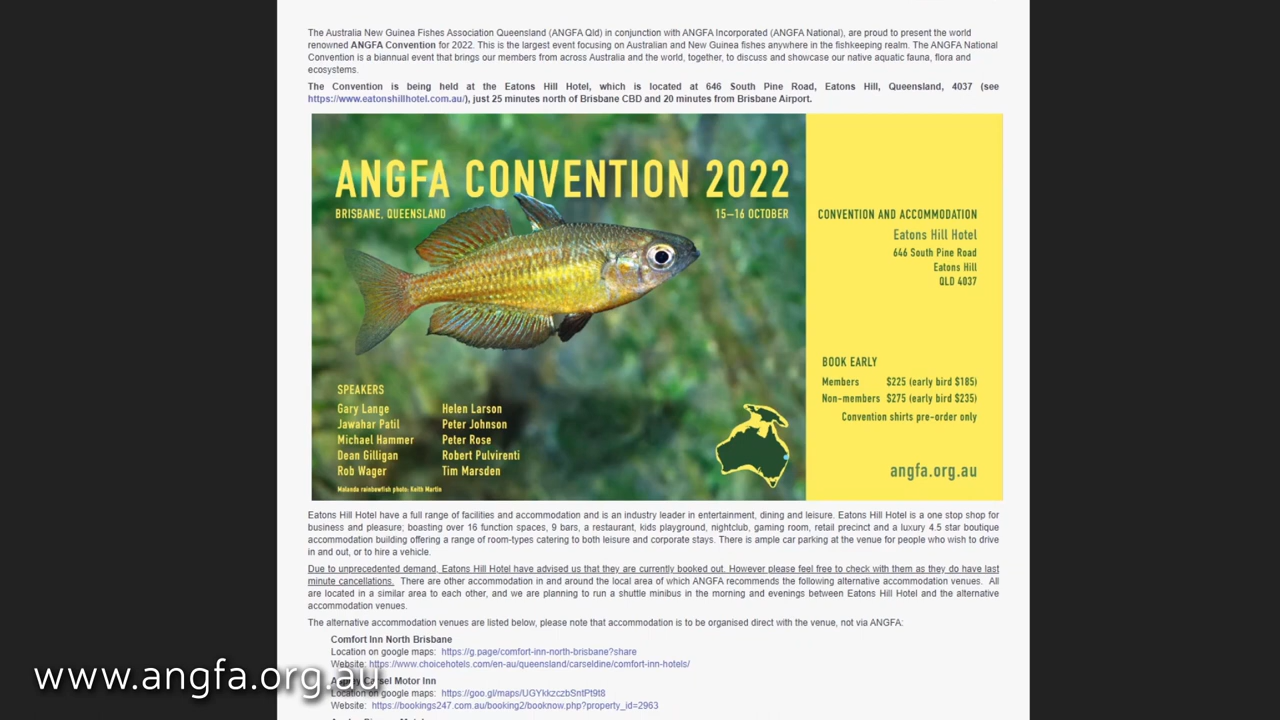 The Australia New Guinea Fishes Association Queensland (ANGFA Qld) in conjunction with ANGFA Incorporated (ANGFA National), are proud to present the world
renowned ANGFA Convention for 2022. This is the largest event focusing on Australian and New Guinea fishes anywhere in the fishkeeping realm. The ANGFA National
Convention is a biannual event that brings our members from across Australia and the world, together, to discuss and showcase our native aquatic fauna, flora and
ecosystems.
The Convention is being held at the Eatons Hill Hotel, which is located at 646 South Pine Road, Eatons Hill, Queensland, 4037 (see
https://www.eatonshillhotel.com.au/), just 25 minutes north of Brisbane CBD and 20 minutes from Brisbane Airport.
ANGFA CONVENTION 2022
BRISBANE, QUEENSLAND
15–16 OCTOBER
SPEAKERS
Gary Lange
Jawahar Patil
Michael Hammer
Dean Gilligan
Rob Wager
Helen Larson
Peter Johnson
Peter Rose
Robert Pulvirenti
Tim Marsden
Malanda rainbowfish photo: Keith Martin
CONVENTION AND ACCOMMODATION
Eatons Hill Hotel
646 South Pine Road
Eatons Hill
QLD 4037
BOOK EARLY
Members $225 (early bird $185)
Non-members $275 (early bird $235)
Convention shirts pre-order only
angfa.org.au
Eatons Hill Hotel have a full range of facilities and accommodation and is an industry leader in entertainment, dining and leisure. Eatons Hill Hotel is a one stop shop for
business and pleasure; boasting over 16 function spaces, 9 bars, a restaurant, kids playground, nightclub, gaming room, retail precinct and a luxury 4.5 star boutique
accommodation building offering a range of room-types catering to both leisure and corporate stays. There is ample car parking at the venue for people who wish to drive
in and out, or to hire a vehicle.
Due to unprecedented demand, Eatons Hill Hotel have advised us that they are currently booked out. However please feel free to check with them as they do have last
minute cancellations. There are other accommodation in and around the local area of which ANGFA recommends the following alternative accommodation venues. All
are located in a similar area to each other, and we are planning to run a shuttle minibus in the morning and evenings between Eatons Hill Hotel and the alternative
accommodation venues.
The alternative accommodation venues are listed below, please note that accommodation is to be organised direct with the venue, not via ANGFA:
Comfort Inn North Brisbane
Location on google maps: https://g.page/comfort-inn-north-brisbane?share
Website: https://www.choicehotels.com/en-au/queensland/carseldine/comfort-inn-hotels/
Carsel Motor Inn
Location on google maps: https://goo.gl/maps/UGYkkzczbSntPt9t8
Website: https://bookings247.com.au/booking2/booknow.php?property_id=2963
www.angfa.org.au